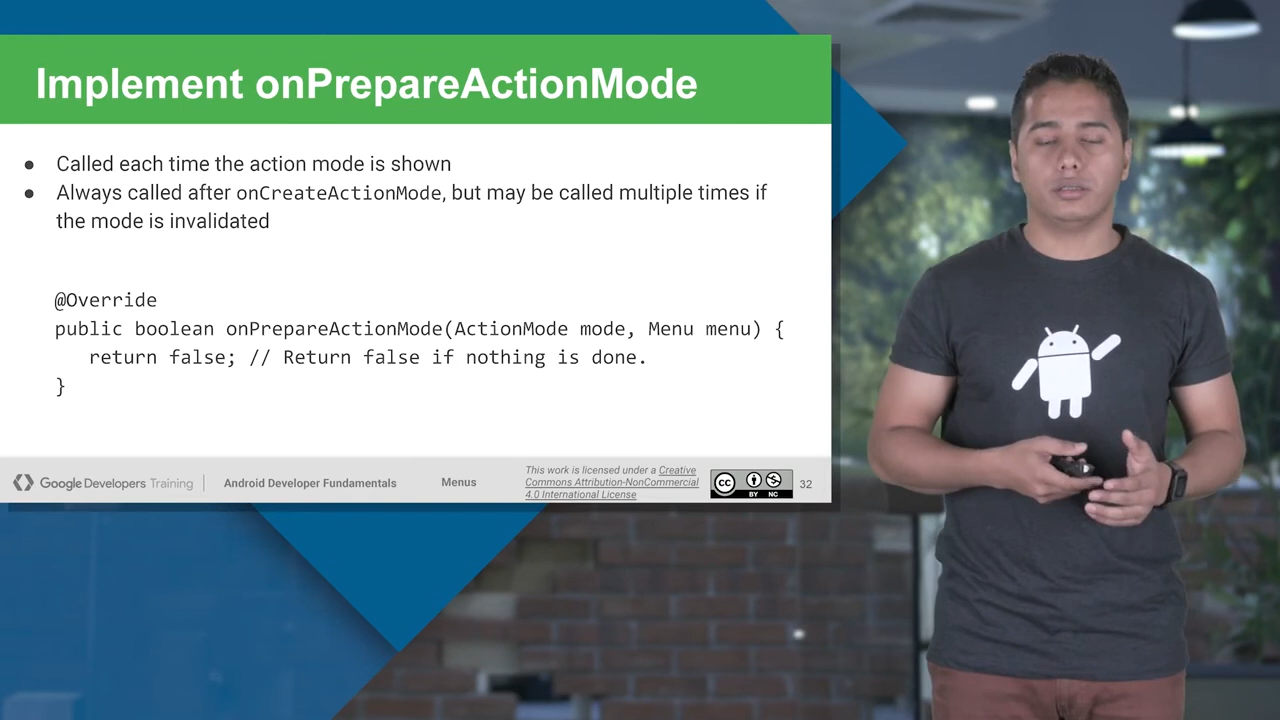 Implement onPrepareActionMode
● Called each time the action mode is shown
● Always called after onCreateActionMode, but may be called multiple times if
the mode is invalidated
@Override
public boolean onPrepareActionMode(ActionMode mode, Menu menu) {
   return false; // Return false if nothing is done.
}
Google Developers Training
Android Developer Fundamentals
Menus
This work is licensed under a Creative
Commons Attribution-NonCommercial
4.0 International License
cc
BY NC
32